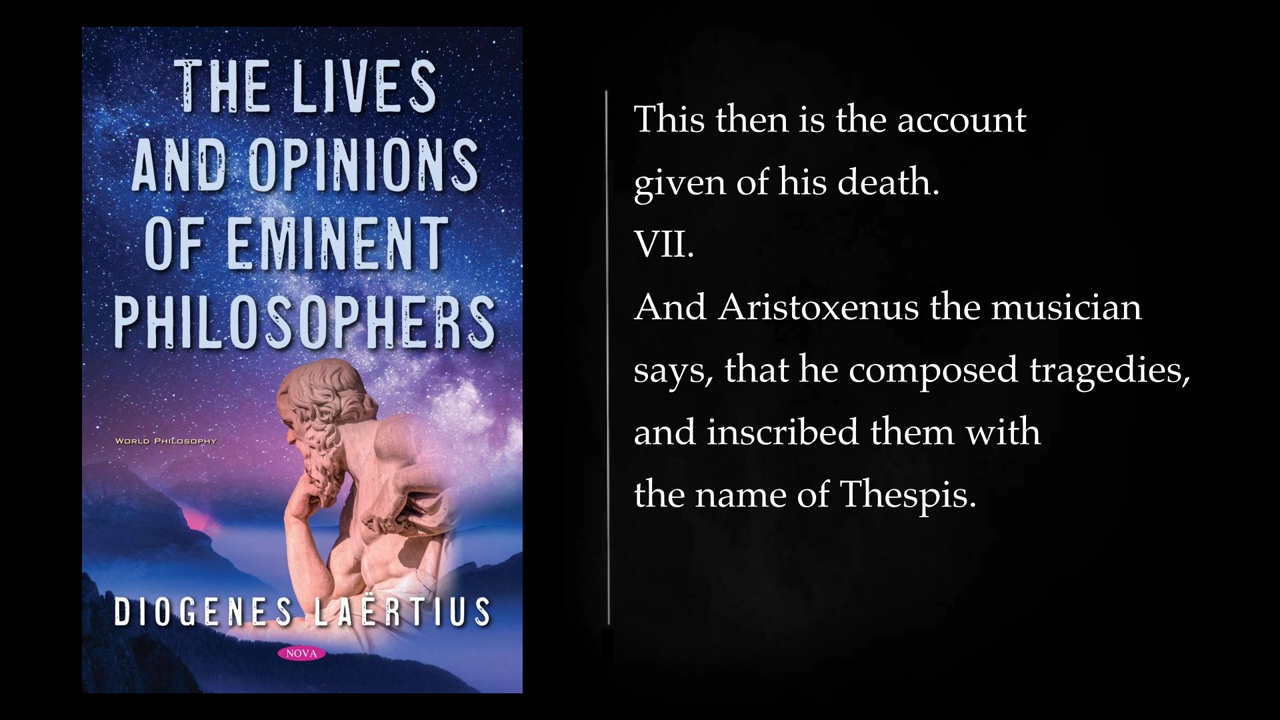 THE LIVES
AND OPINIONS
OF EMINENT
PHILOSOPHERS
WORLD PHILOSOPHY
DIOGENES LAËRTIUS
NOVA
This then is the account
given of his death.
VII.
And Aristoxenus the musician
says, that he composed tragedies,
and inscribed them with
the name of Thespis.